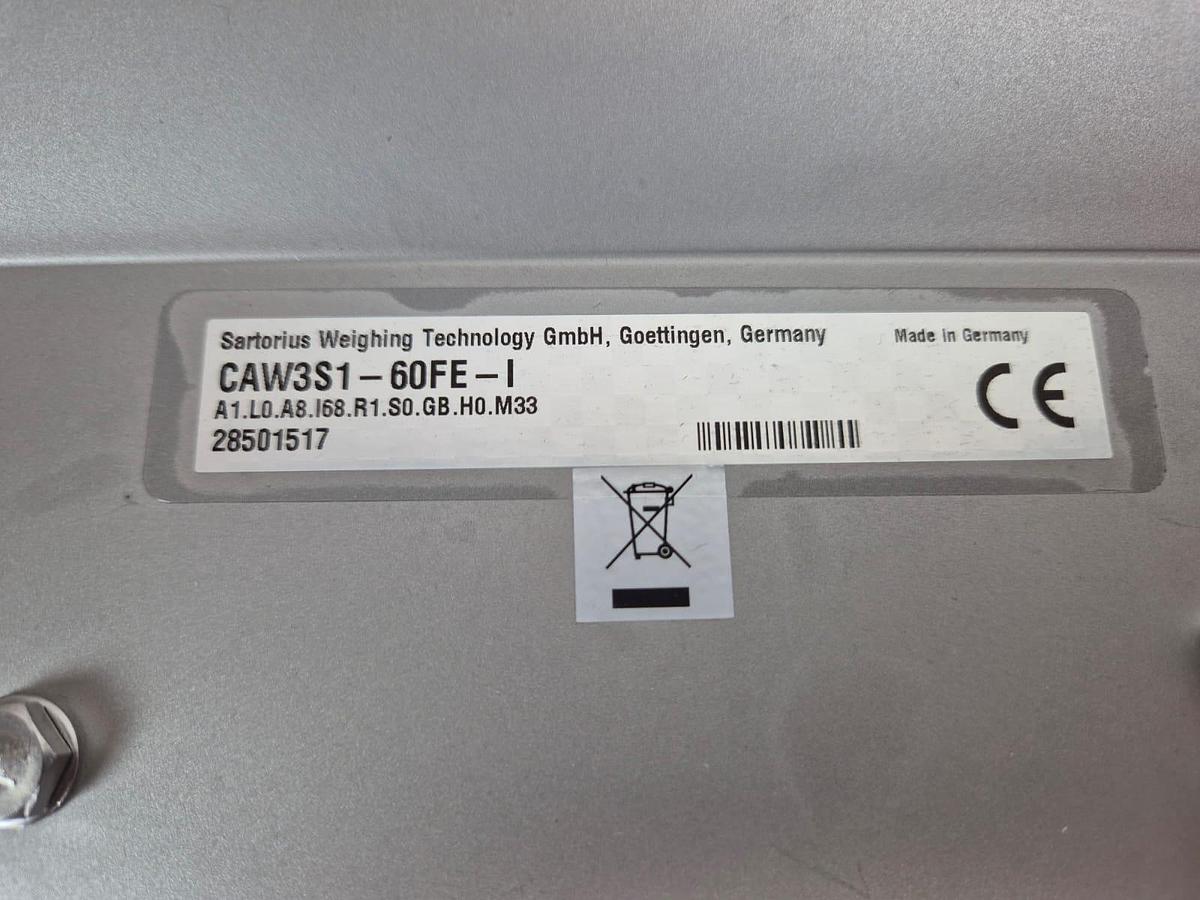 Sartorius Weighing Technology GmbH, Goettingen, Germany
Made in Germany
CAW3S1-60FE-I
A1.L0.A8.I68.R1.S0.GB.H0.M33
28501517
CE